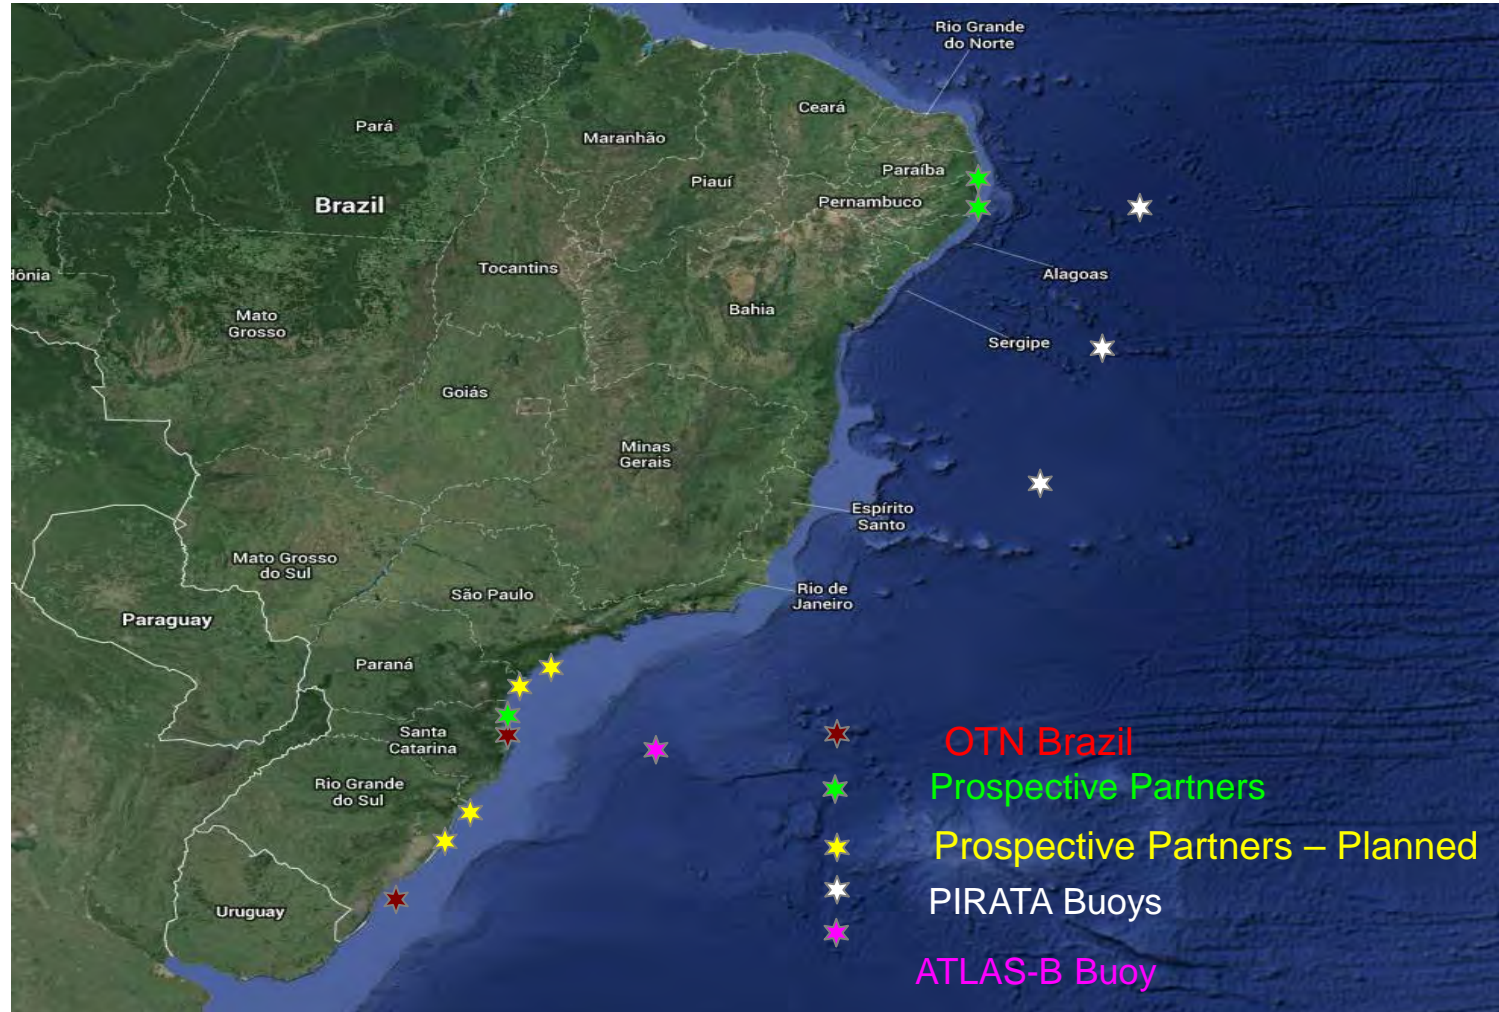 Rio Grande
do Norte
Ceará
Pará
Maranhão
Paraíba
Piauí
Pernambuco
Brazil
dônia
Tocantins
Alagoas
Bahia
Mato
Grosso
Sergipe
Goiás
Minas
Gerais
Espírito
Santo
Mato Grosso
do Sul
São Paulo
Rio de
Janeiro
Paraguay
Paraná
Santa
Catarina
OTN Brazil
Rio Grande
do Sul
Prospective Partners
Prospective Partners – Planned
PIRATA Buoys
Uruguay
ATLAS-B Buoy